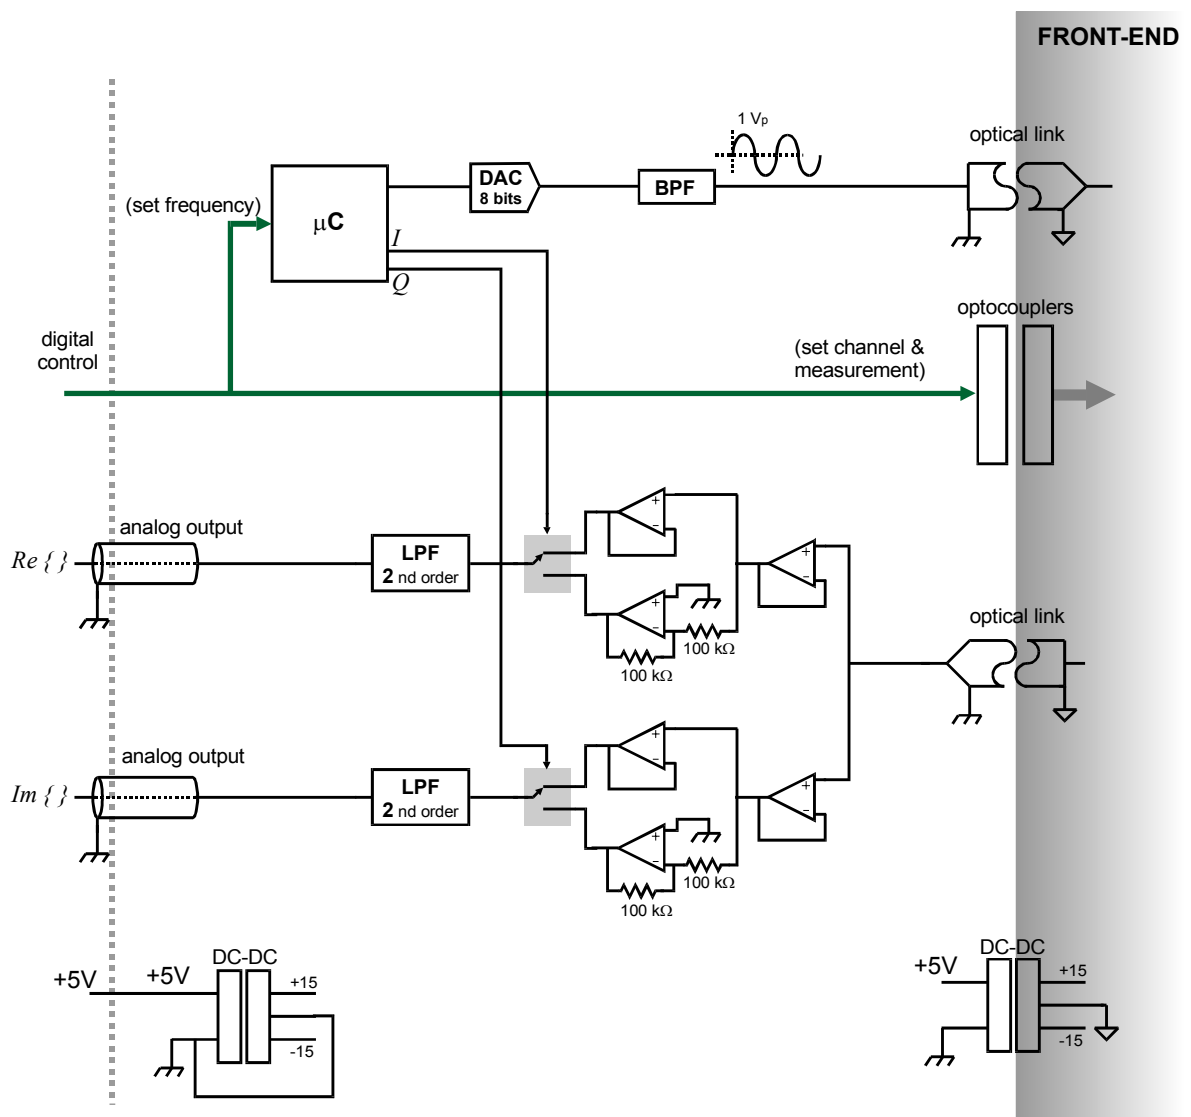 FRONT-END
1 Vp
optical link
DAC
8 bits
BPF
(set frequency)
μC
I
Q
optocouplers
digital
control
(set channel &
measurement)
+
−
analog output
Re { }
LPF
2 nd order
+
−
+
−
100 kΩ
100 kΩ
optical link
+
−
analog output
Im { }
LPF
2 nd order
+
−
+
−
100 kΩ
100 kΩ
DC-DC
+5V
+5V
+15
-15
DC-DC
+5V
+15
-15